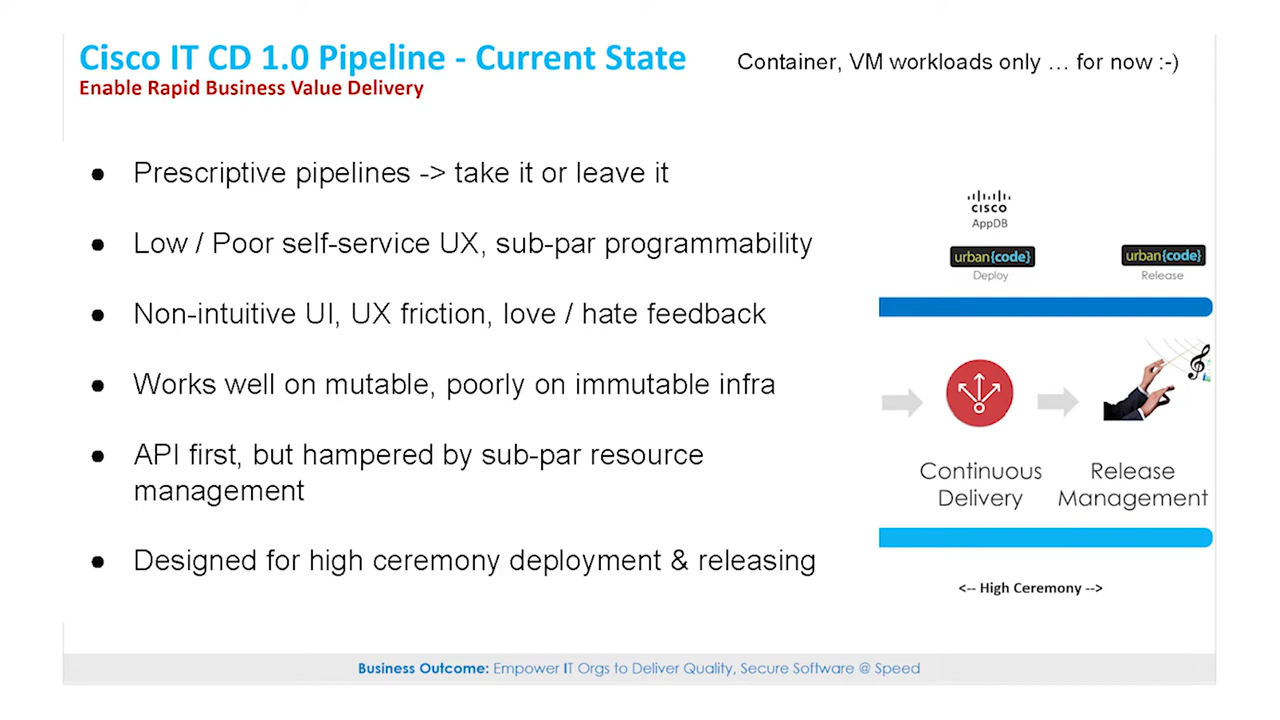 Cisco IT CD 1.0 Pipeline - Current State
Enable Rapid Business Value Delivery
Container, VM workloads only … for now :-)
● Prescriptive pipelines -> take it or leave it
● Low / Poor self-service UX, sub-par programmability
● Non-intuitive UI, UX friction, love / hate feedback
● Works well on mutable, poorly on immutable infra
● API first, but hampered by sub-par resource
management
● Designed for high ceremony deployment & releasing
CISCO
AppDB
urban{code}
Deploy
urban{code}
Release
Continuous
Delivery
Release
Management
<-- High Ceremony -->
Business Outcome: Empower IT Orgs to Deliver Quality, Secure Software @ Speed